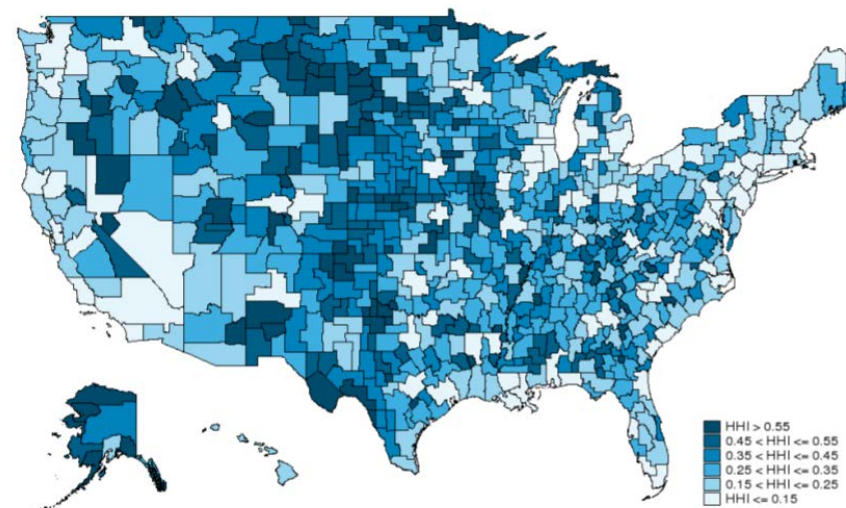 HHI > 0.55
0.45 < HHI <= 0.55
0.35 < HHI <= 0.45
0.25 < HHI <= 0.35
0.15 < HHI <= 0.25
HHI <= 0.15